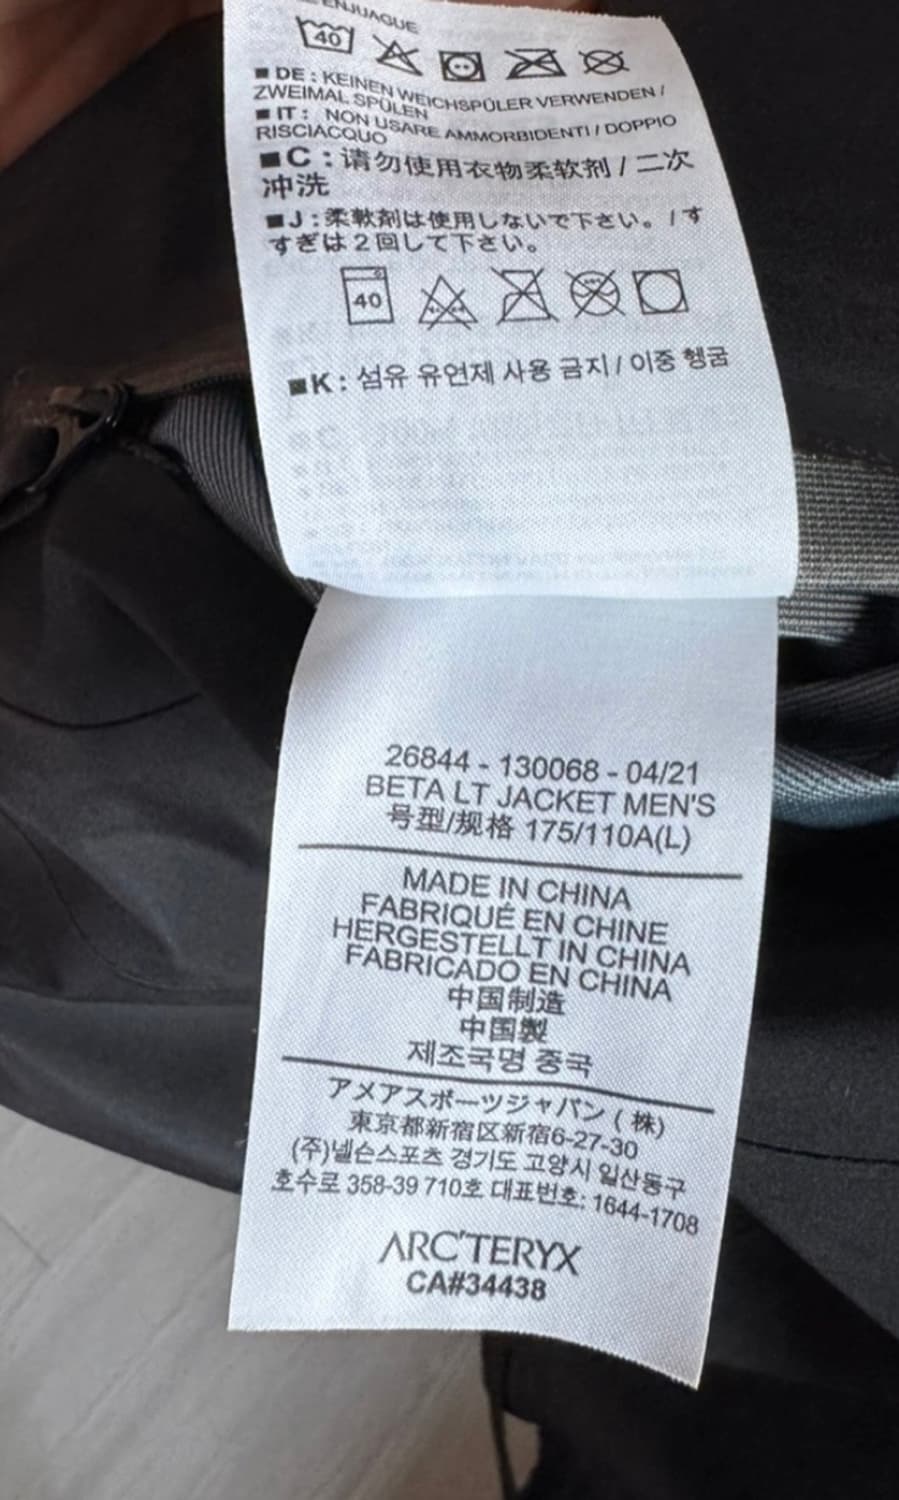 ENJUAGUE
40
■ DE : KEINEN WEICHSPÜLER VERWENDEN /
ZWEIMAL SPÜLEN
■ IT : NON USARE AMMORBIDENTI / DOPPIO
RISCIACQUO
■C : 请勿使用衣物柔软剂 / 二次
冲洗
■J : 柔軟剤は使用しないで下さい。/ す
すぎは2回して下さい。
40
■K : 섬유 유연제 사용 금지 / 이중 헹굼
26844 - 130068 - 04/21
BETA LT JACKET MEN'S
号型/规格 175/110A(L)
MADE IN CHINA
FABRIQUÉ EN CHINE
HERGESTELLT IN CHINA
FABRICADO EN CHINA
中国制造
中国製
제조국명 중국
アメアスポーツジャパン (株)
東京都新宿区新宿6-27-30
(주)넬슨스포츠 경기도 고양시 일산동구
호수로 358-39 710호 대표번호: 1644-1708
ARC'TERYX
CA#34438